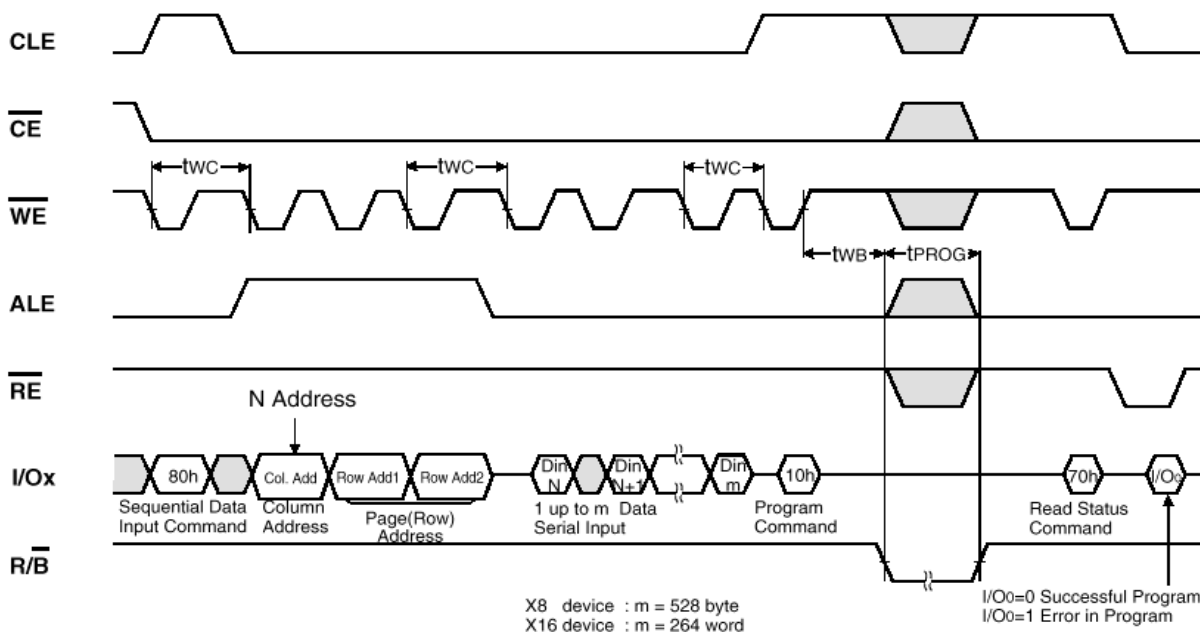 CLE
CE
tWC tWC tWC
WE
tWB tPROG
ALE
RE
N Address
I/Ox
80h Col. Add Row Add1 Row Add2 Din N Din N+1 Din m 10h 70h I/O0
Sequential Data Input Command
Column Address
Page(Row) Address
1 up to m Data
Serial Input
Program Command
Read Status Command
R/B
X8 device : m = 528 byte
X16 device : m = 264 word
I/O0=0 Successful Program
I/O0=1 Error in Program